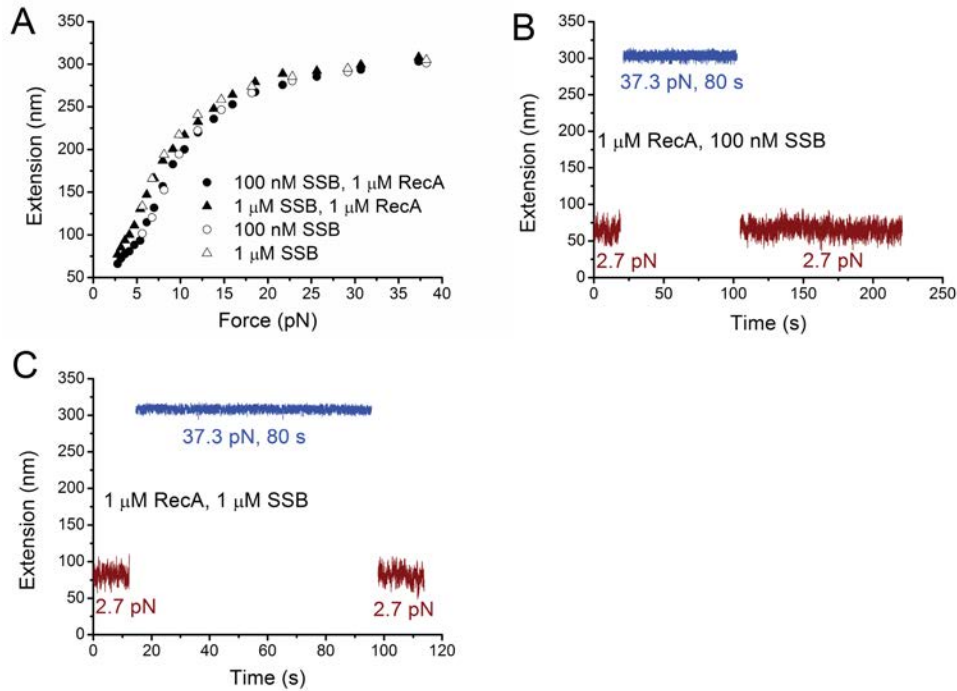 A
350
300
250
200
150
100
50
Extension (nm)
100 nM SSB, 1 μM RecA
1 μM SSB, 1 μM RecA
100 nM SSB
1 μM SSB
0 5 10 15 20 25 30 35 40
Force (pN)
B
350
300
250
200
150
100
50
0
Extension (nm)
37.3 pN, 80 s
1 μM RecA, 100 nM SSB
2.7 pN
2.7 pN
0 50 100 150 200 250
Time (s)
C
350
300
250
200
150
100
50
0
Extension (nm)
37.3 pN, 80 s
1 μM RecA, 1 μM SSB
2.7 pN
2.7 pN
0 20 40 60 80 100 120
Time (s)